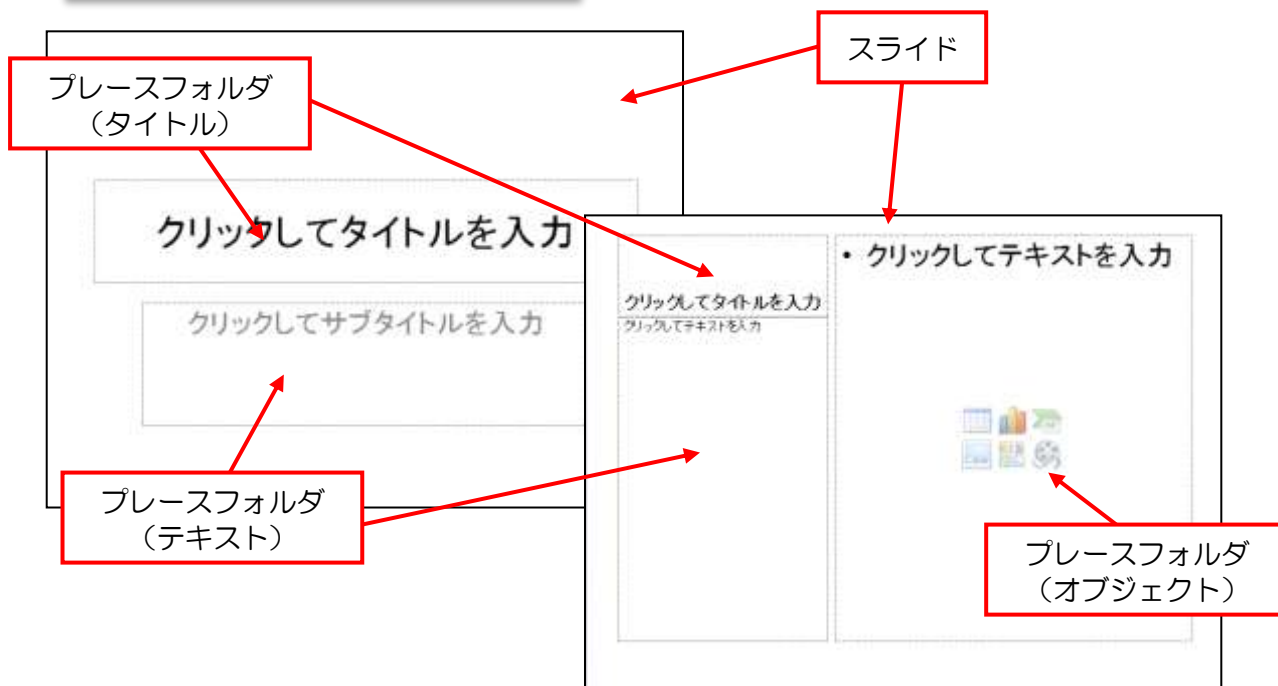 スライド
プレースフォルダ
（タイトル）
クリックしてタイトルを入力
クリックしてサブタイトルを入力
プレースフォルダ
（テキスト）
クリックしてタイトルを入力
クリックしてテキストを入力
• クリックしてテキストを入力
プレースフォルダ
（オブジェクト）